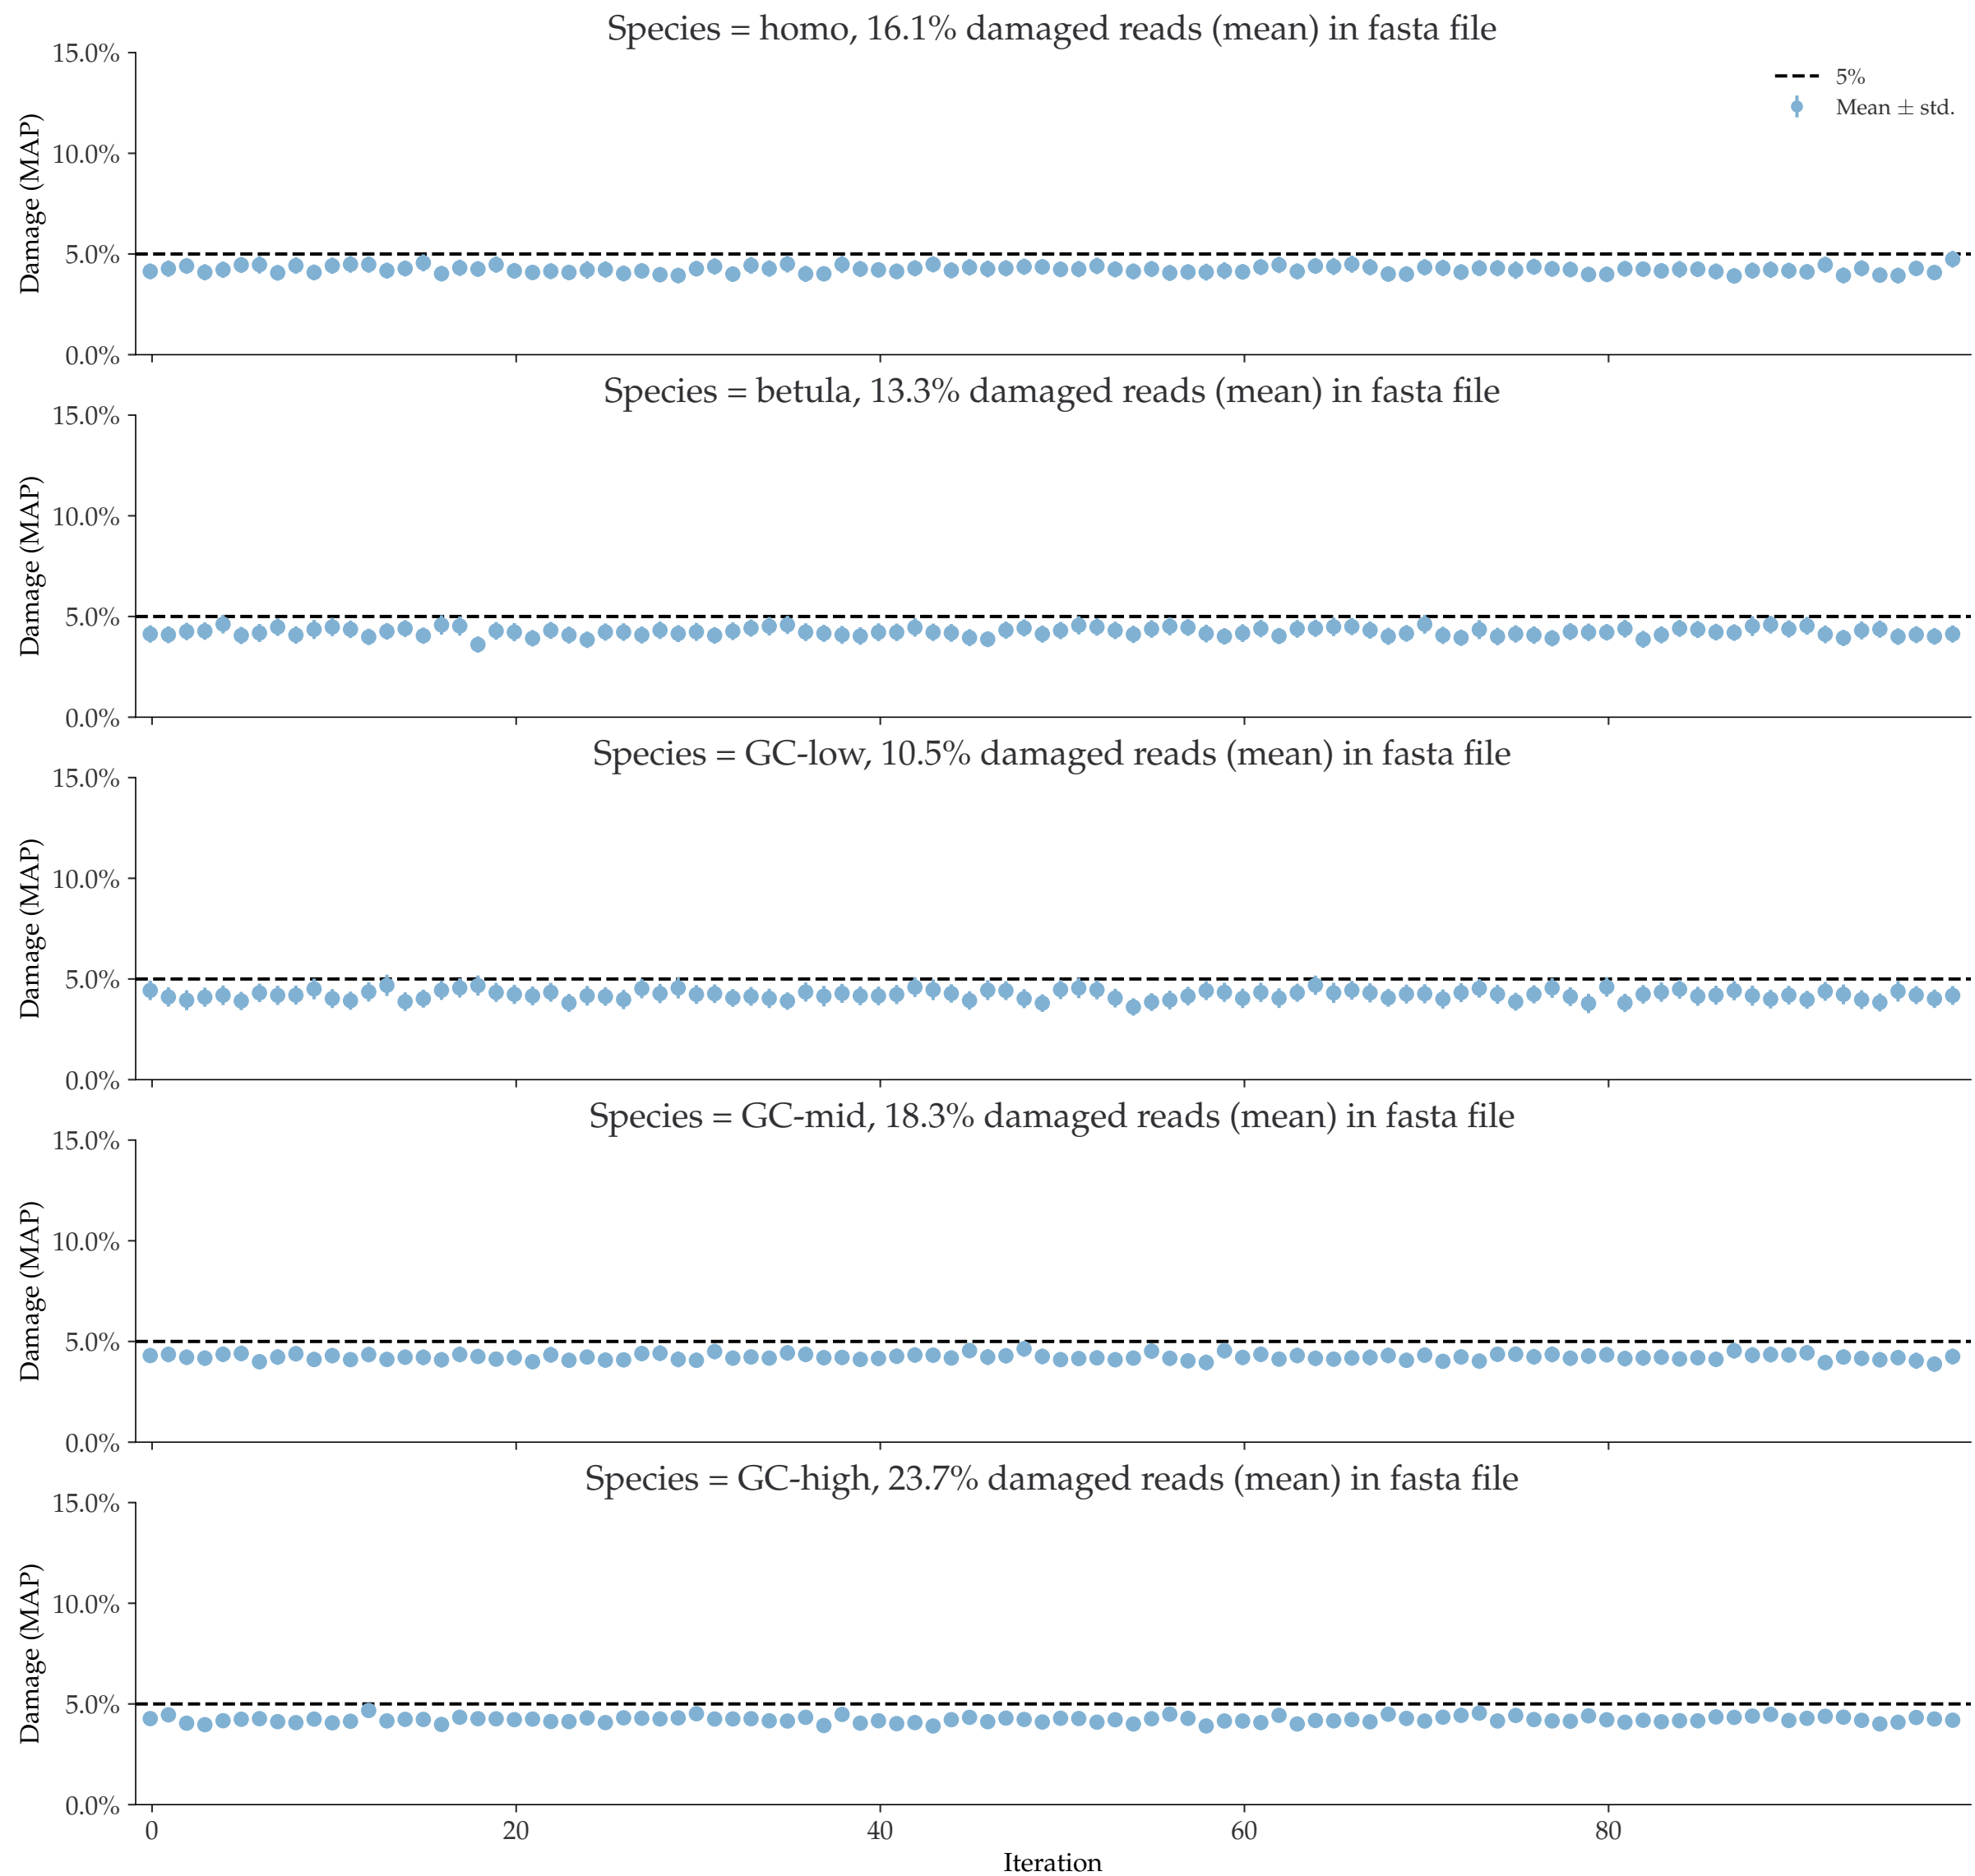 Species = homo, 16.1% damaged reads (mean) in fasta file
15.0%
10.0%
5.0%
0.0%
Damage (MAP)
5%
Mean ± std.
Species = betula, 13.3% damaged reads (mean) in fasta file
15.0%
10.0%
5.0%
0.0%
Damage (MAP)
Species = GC-low, 10.5% damaged reads (mean) in fasta file
15.0%
10.0%
5.0%
0.0%
Damage (MAP)
Species = GC-mid, 18.3% damaged reads (mean) in fasta file
15.0%
10.0%
5.0%
0.0%
Damage (MAP)
Species = GC-high, 23.7% damaged reads (mean) in fasta file
15.0%
10.0%
5.0%
0.0%
Damage (MAP)
0 20 40 60 80
Iteration